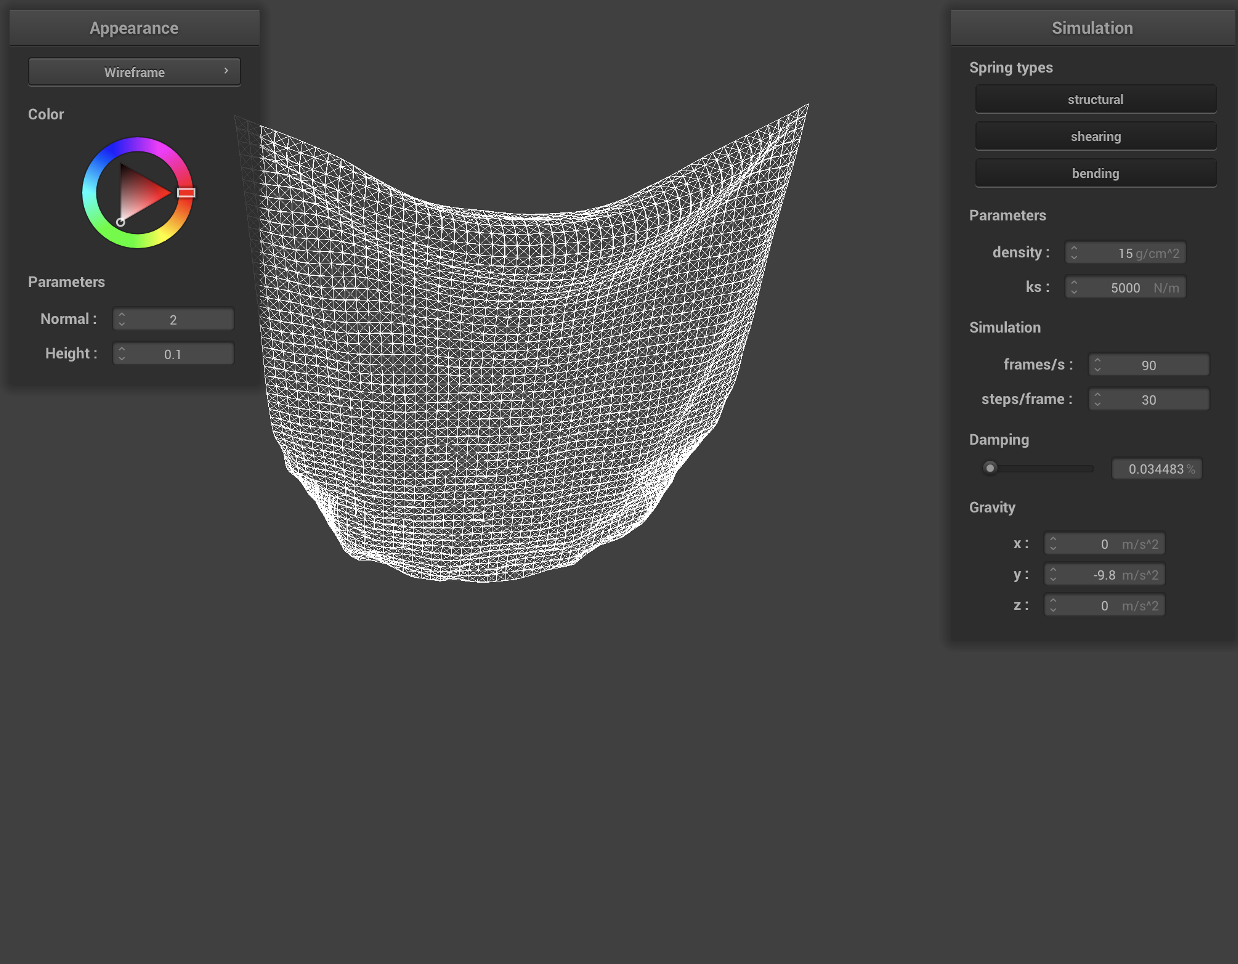 Appearance
Wireframe
Color
Parameters
Normal : 2
Height : 0.1
Simulation
Spring types
structural
shearing
bending
Parameters
density : 15 g/cm^2
ks : 5000 N/m
Simulation
frames/s : 90
steps/frame : 30
Damping
0.034483 %
Gravity
x : 0 m/s^2
y : -9.8 m/s^2
z : 0 m/s^2